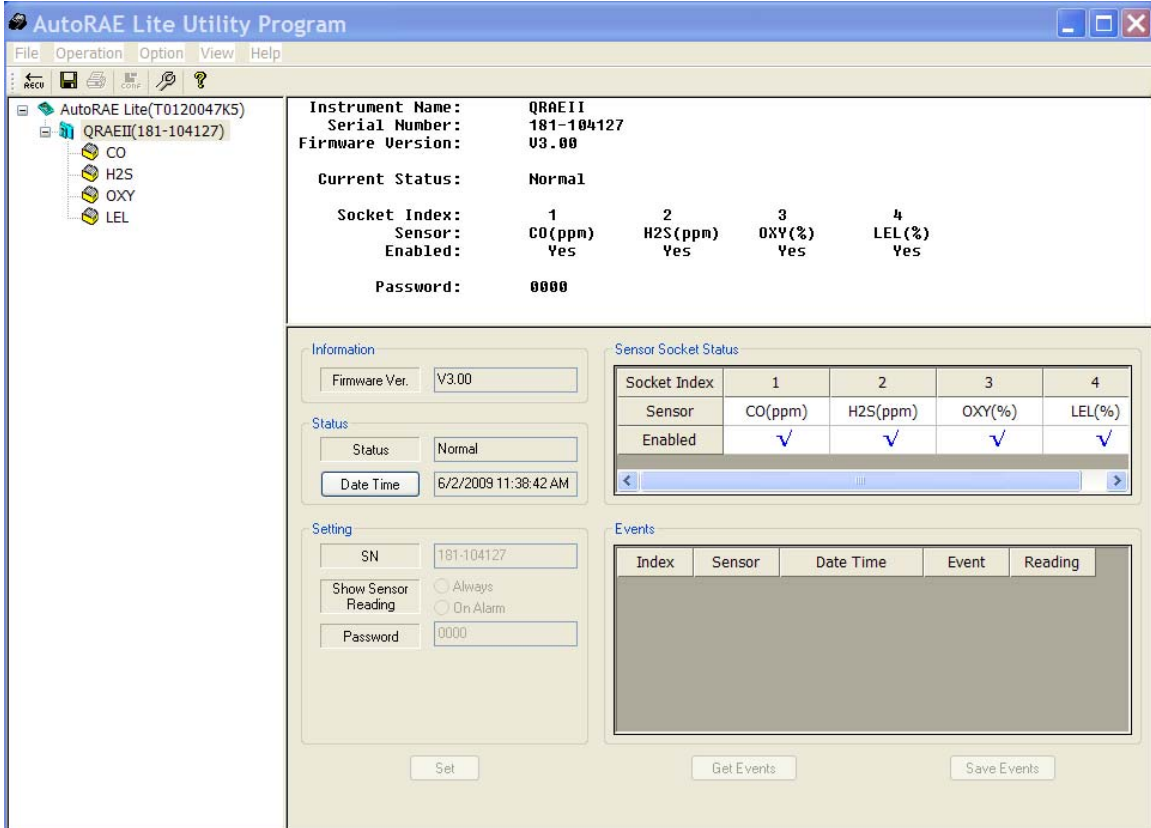 AutoRAE Lite Utility Program
File Operation Option View Help
RECV CONF
AutoRAE Lite(T0120047K5)
QRAEII(181-104127)
CO
H2S
OXY
LEL
Instrument Name: QRAEII
Serial Number: 181-104127
Firmware Version: V3.00
Current Status: Normal
Socket Index: 1 2 3 4
Sensor: CO(ppm) H2S(ppm) OXY(%) LEL(%)
Enabled: Yes Yes Yes Yes
Password: 0000
Information
Firmware Ver. V3.00
Status
Status Normal
Date Time 6/2/2009 11:38:42 AM
Setting
SN 181-104127
Show Sensor Reading
Always
On Alarm
Password 0000
Set
Sensor Socket Status
Socket Index 1 2 3 4
Sensor CO(ppm) H2S(ppm) OXY(%) LEL(%)
Enabled √ √ √ √
Events
Index Sensor Date Time Event Reading
Get Events Save Events